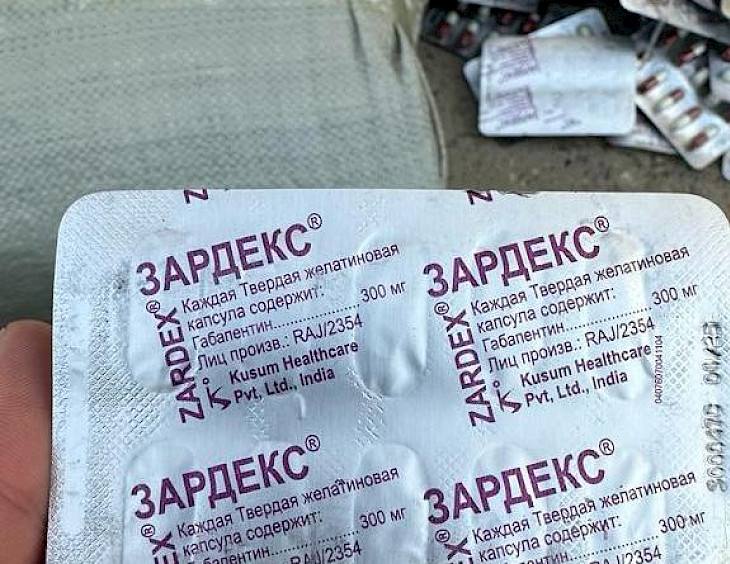 ЗАРДЕКС®
Каждая Твердая желатиновая
капсула содержит:
Габапентин.................... 300 мг
Лиц произв.: RAJ/2354
Kusum Healthcare
Pvt, Ltd., India
ZARDEX®
ЗАРДЕКС®
Каждая Твердая желатиновая
капсула содержит:
Габапентин.................... 300 мг
Лиц произв.: RAJ/2354
Kusum Healthcare
Pvt, Ltd., India
ZARDEX®
ЗАРДЕКС®
Каждая Твердая желатиновая
капсула содержит:
300 мг
RAJ/2354
ЗАРДЕКС®
Каждая Твердая желатиновая
капсула содержит:
300 мг